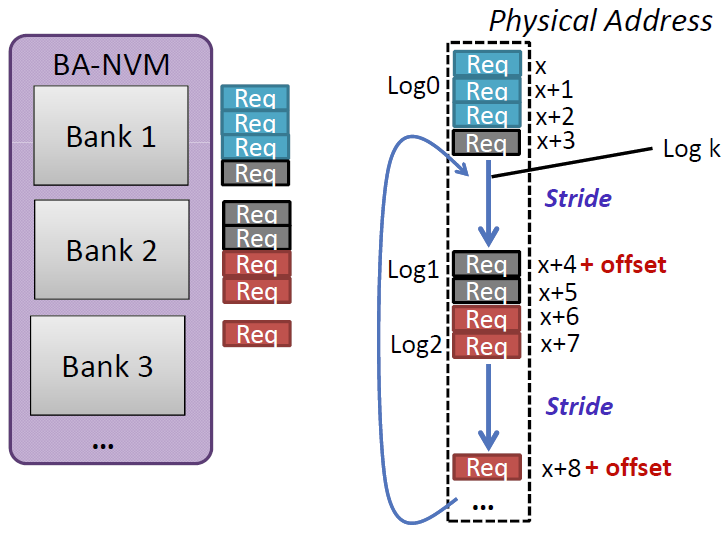 Physical Address
BA-NVM
Bank 1
Req
Req
Req
Req
Bank 2
Req
Req
Req
Req
Bank 3
Req
...
Log0
Req x
Req x+1
Req x+2
Req x+3
Log k
Stride
Log1
Req x+4 + offset
Req x+5
Req x+6
Log2
Req x+7
Stride
Req x+8 + offset
...